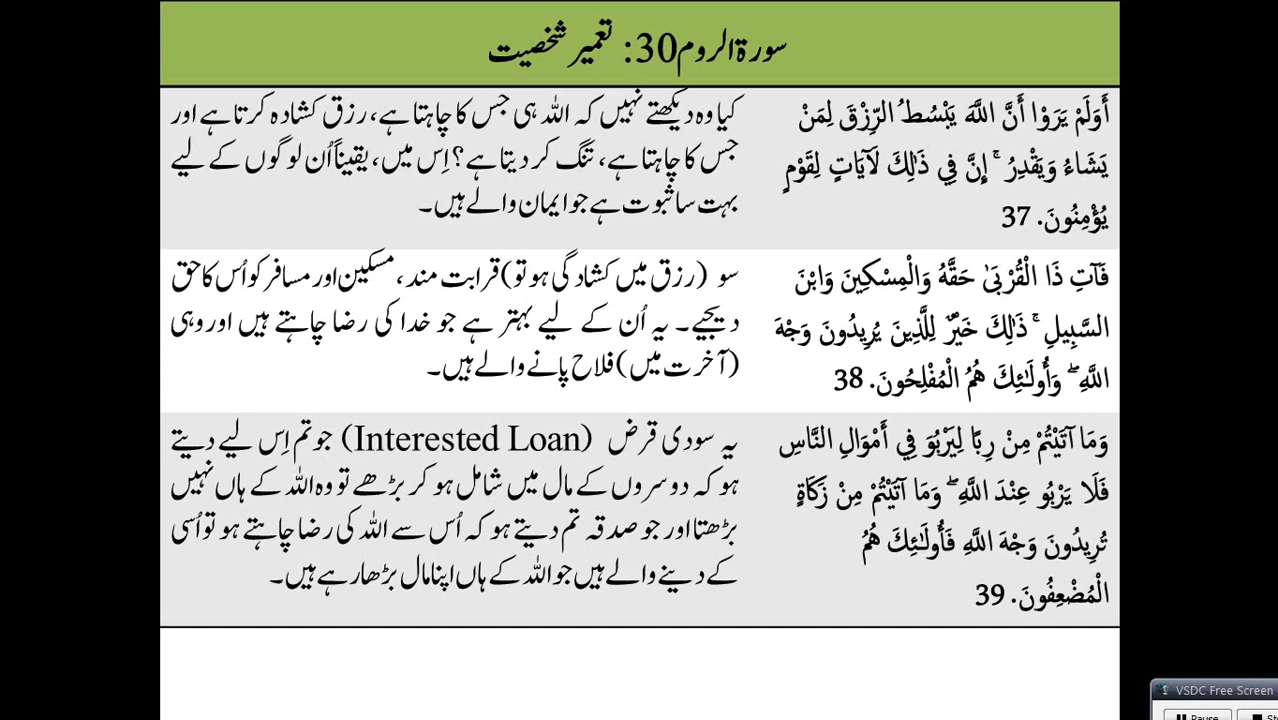 سورۃ الروم 30: تعمیر شخصیت
أَوَلَمْ يَرَوْا أَنَّ اللَّهَ يَبْسُطُ الرِّزْقَ لِمَنْ
يَشَاءُ وَيَقْدِرُ ۚ إِنَّ فِي ذَٰلِكَ لَآيَاتٍ لِقَوْمٍ
يُؤْمِنُونَ. 37
کیا وہ دیکھتے نہیں کہ اللہ ہی جس کا چاہتا ہے، رزق کشادہ کرتا ہے اور
جس کا چاہتا ہے، تنگ کر دیتا ہے؟ اِس میں، یقیناً اُن لوگوں کے لیے
بہت سا ثبوت ہے جو ایمان والے ہیں۔
فَآتِ ذَا الْقُرْبَىٰ حَقَّهُ وَالْمِسْكِينَ وَابْنَ
السَّبِيلِ ۚ ذَٰلِكَ خَيْرٌ لِلَّذِينَ يُرِيدُونَ وَجْهَ
اللَّهِ ۖ وَأُولَٰئِكَ هُمُ الْمُفْلِحُونَ. 38
سو (رزق میں کشادگی ہو تو) قرابت مند، مسکین اور مسافر کو اُس کا حق
دیجیے۔ یہ اُن کے لیے بہتر ہے جو خدا کی رضا چاہتے ہیں اور وہی
(آخرت میں) فلاح پانے والے ہیں۔
وَمَا آتَيْتُمْ مِنْ رِبًا لِيَرْبُوَ فِي أَمْوَالِ النَّاسِ
فَلَا يَرْبُو عِنْدَ اللَّهِ ۖ وَمَا آتَيْتُمْ مِنْ زَكَاةٍ
تُرِيدُونَ وَجْهَ اللَّهِ فَأُولَٰئِكَ هُمُ
الْمُضْعِفُونَ. 39
یہ سودی قرض (Interested Loan) جو تم اِس لیے دیتے
ہو کہ دوسروں کے مال میں شامل ہو کر بڑھے تو وہ اللہ کے ہاں نہیں
بڑھتا اور جو صدقہ تم دیتے ہو کہ اُس سے اللہ کی رضا چاہتے ہو تو اُسی
کے دینے والے ہیں جو اللہ کے ہاں اپنا مال بڑھا رہے ہیں۔
VSDC Free Screen
Pause